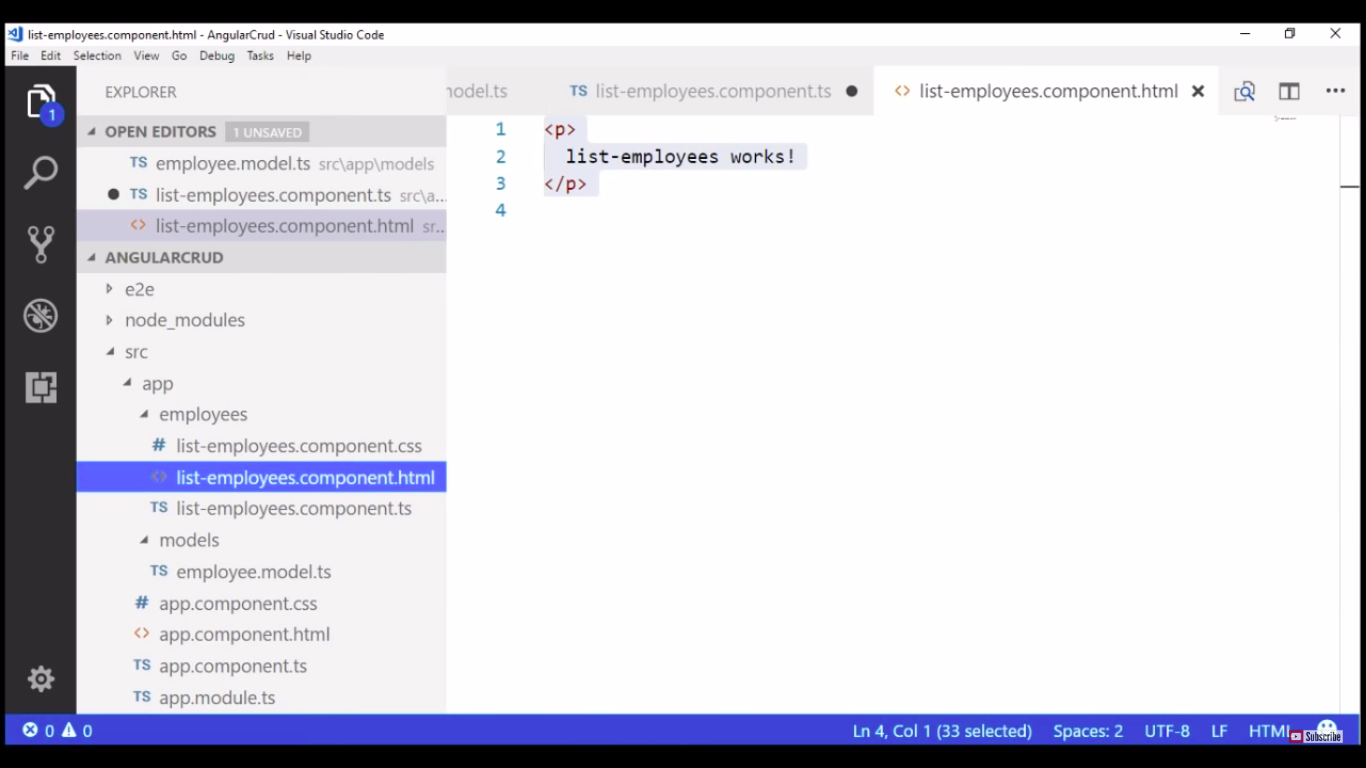 list-employees.component.html - AngularCrud - Visual Studio Code
File Edit Selection View Go Debug Tasks Help
1
EXPLORER
OPEN EDITORS 1 UNSAVED
TS employee.model.ts src\app\models
TS list-employees.component.ts src\a...
<> list-employees.component.html sr...
ANGULARCRUD
e2e
node_modules
src
app
employees
# list-employees.component.css
<> list-employees.component.html
TS list-employees.component.ts
models
TS employee.model.ts
# app.component.css
<> app.component.html
TS app.component.ts
TS app.module.ts
model.ts TS list-employees.component.ts <> list-employees.component.html
1 <p>
2 list-employees works!
3 </p>
4
0 0 Ln 4, Col 1 (33 selected) Spaces: 2 UTF-8 LF HTML
Subscribe